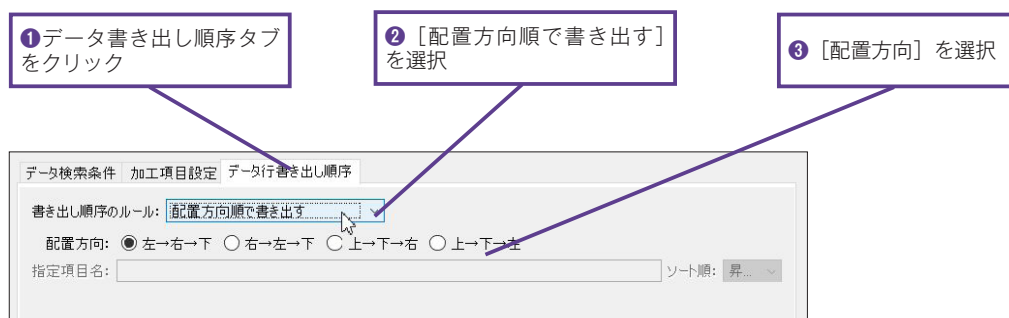 ❶データ書き出し順序タブ
をクリック
❷［配置方向順で書き出す］
を選択
❸［配置方向］を選択
データ検索条件 加工項目設定 データ行書き出し順序
書き出し順序のルール: 配置方向順で書き出す
配置方向: 左→右→下 右→左→下 上→下→右 上→下→左
指定項目名: ソート順: 昇...